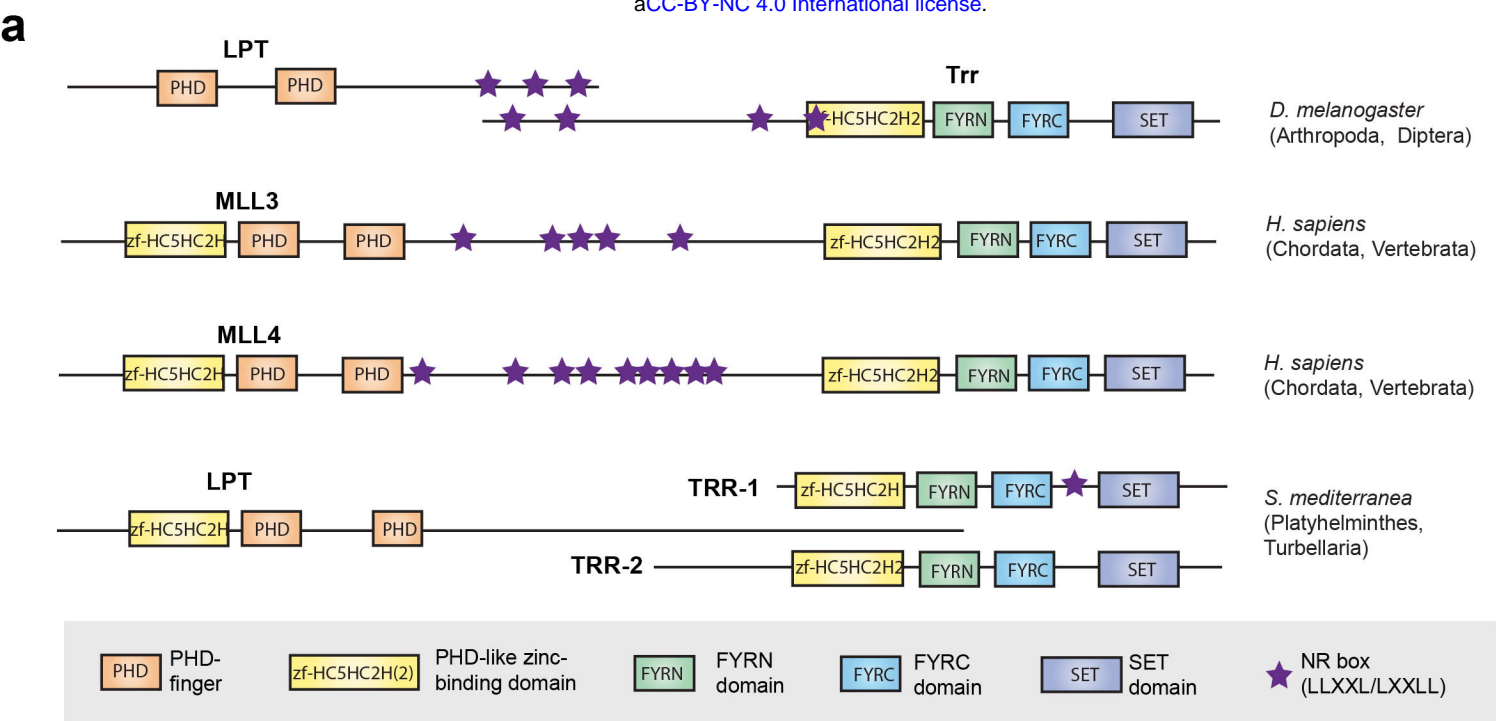 aCC-BY-NC 4.0 International license.
a
LPT
PHD
PHD
Trr
zf-HC5HC2H2
FYRN
FYRC
SET
D. melanogaster
(Arthropoda, Diptera)
MLL3
zf-HC5HC2H
PHD
PHD
zf-HC5HC2H2
FYRN
FYRC
SET
H. sapiens
(Chordata, Vertebrata)
MLL4
zf-HC5HC2H
PHD
PHD
zf-HC5HC2H2
FYRN
FYRC
SET
H. sapiens
(Chordata, Vertebrata)
LPT
zf-HC5HC2H
PHD
PHD
TRR-1
zf-HC5HC2H
FYRN
FYRC
SET
TRR-2
zf-HC5HC2H2
FYRN
FYRC
SET
S. mediterranea
(Platyhelminthes,
Turbellaria)
PHD
PHD-
finger
zf-HC5HC2H(2)
PHD-like zinc-
binding domain
FYRN
FYRN
domain
FYRC
FYRC
domain
SET
SET
domain
NR box
(LLXXL/LXXLL)